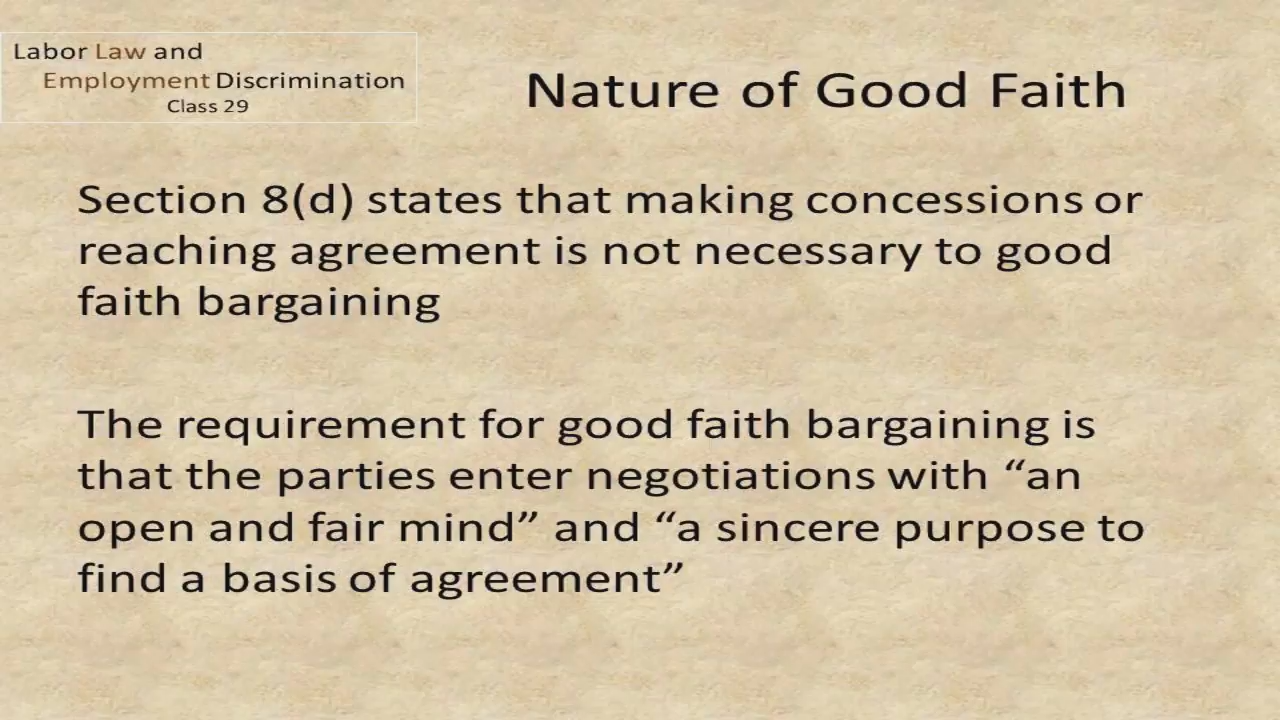 Labor Law and
Employment Discrimination
Class 29
Nature of Good Faith
Section 8(d) states that making concessions or
reaching agreement is not necessary to good
faith bargaining
The requirement for good faith bargaining is
that the parties enter negotiations with “an
open and fair mind” and “a sincere purpose to
find a basis of agreement”